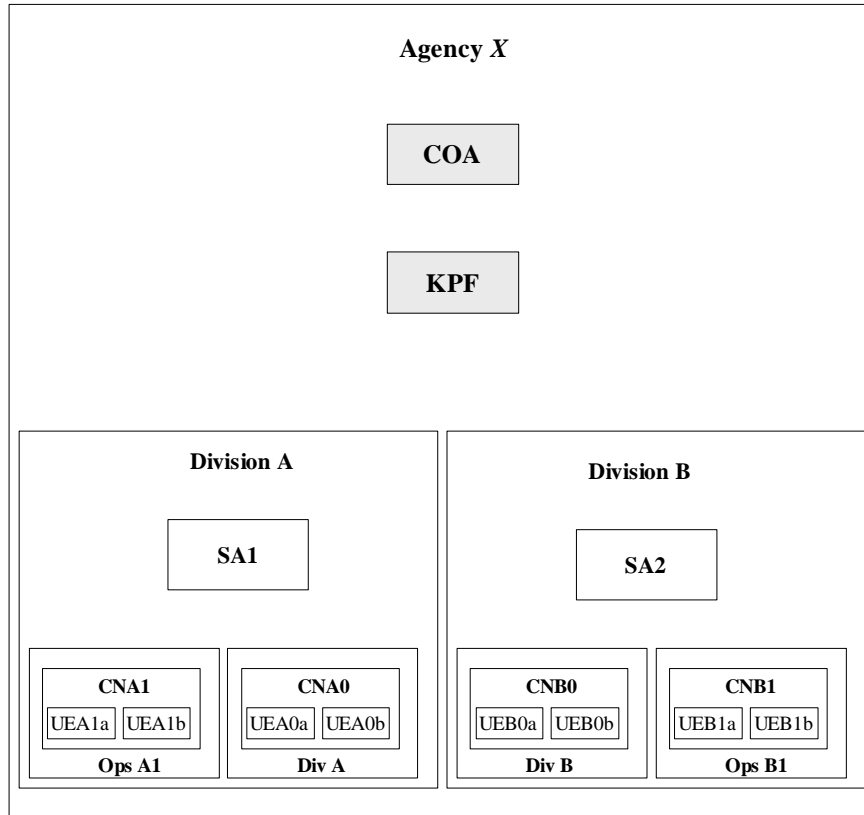 Agency X
COA
KPF
Division A
SA1
CNA1
UEA1a UEA1b
Ops A1
CNA0
UEA0a UEA0b
Div A
Division B
SA2
CNB0
UEB0a UEB0b
Div B
CNB1
UEB1a UEB1b
Ops B1